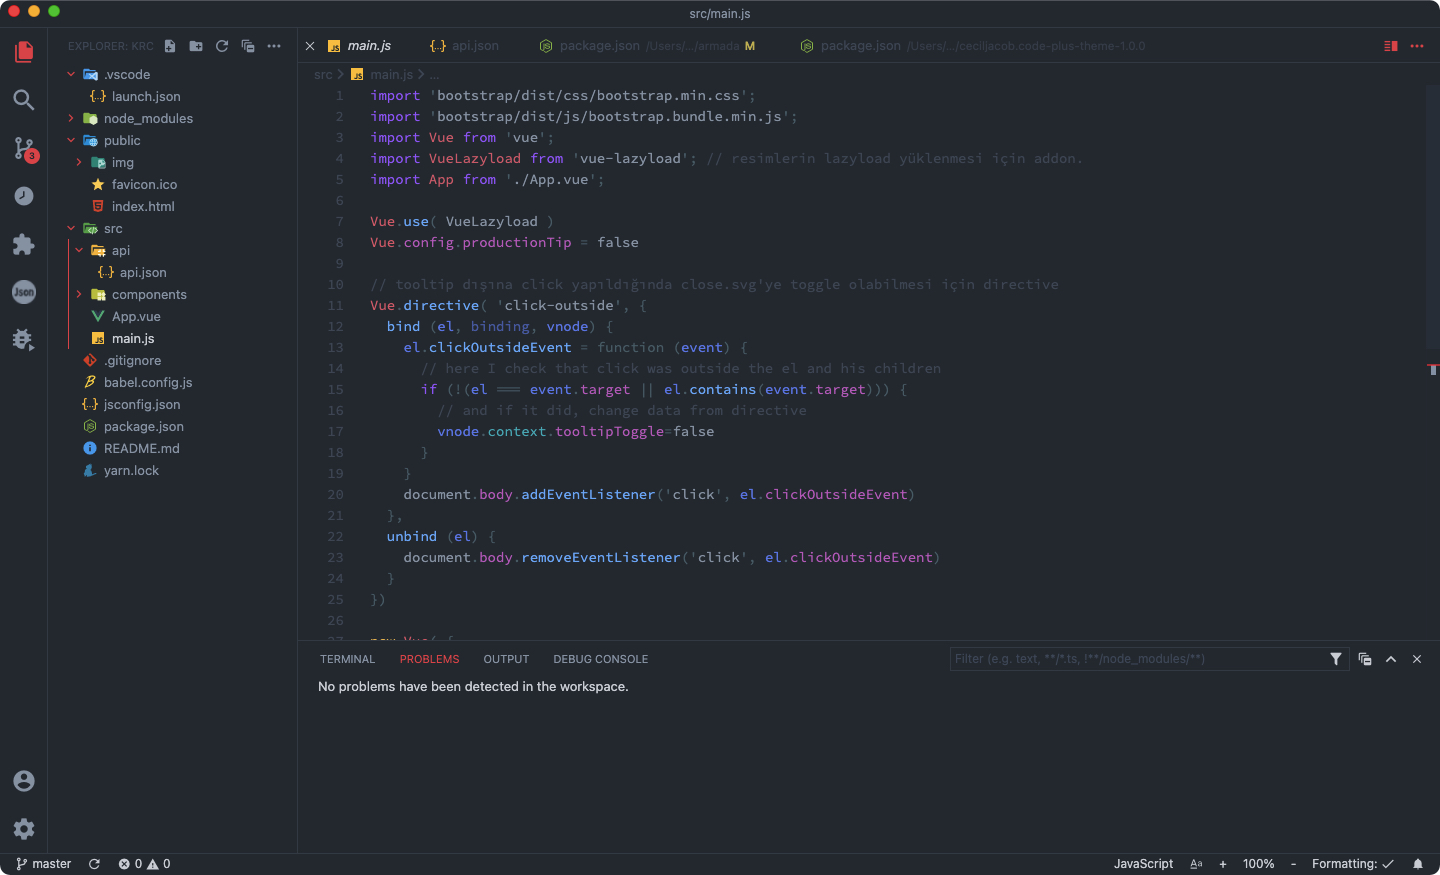 src/main.js
EXPLORER: KRC
.vscode
launch.json
node_modules
public
img
favicon.ico
index.html
src
api
api.json
components
App.vue
main.js
.gitignore
babel.config.js
jsconfig.json
package.json
README.md
yarn.lock
3
Json
main.js
api.json
package.json /Users/.../armada M
package.json /Users/.../ceciljacob.code-plus-theme-1.0.0
src > main.js > ...
1 import 'bootstrap/dist/css/bootstrap.min.css';
2 import 'bootstrap/dist/js/bootstrap.bundle.min.js';
3 import Vue from 'vue';
4 import VueLazyload from 'vue-lazyload'; // resimlerin lazyload yüklenmesi için addon.
5 import App from './App.vue';
6
7 Vue.use( VueLazyload )
8 Vue.config.productionTip = false
9
10 // tooltip dışına click yapıldığında close.svg'ye toggle olabilmesi için directive
11 Vue.directive( 'click-outside', {
12 bind (el, binding, vnode) {
13 el.clickOutsideEvent = function (event) {
14 // here I check that click was outside the el and his children
15 if (!(el === event.target || el.contains(event.target))) {
16 // and if it did, change data from directive
17 vnode.context.tooltipToggle=false
18 }
19 }
20 document.body.addEventListener('click', el.clickOutsideEvent)
21 },
22 unbind (el) {
23 document.body.removeEventListener('click', el.clickOutsideEvent)
24 }
25 })
26
27 new Vue( {
TERMINAL
PROBLEMS
OUTPUT
DEBUG CONSOLE
Filter (e.g. text, **/*.ts, !**/node_modules/**)
No problems have been detected in the workspace.
master
0 0
JavaScript
Aa
+ 100% -
Formatting: ✓